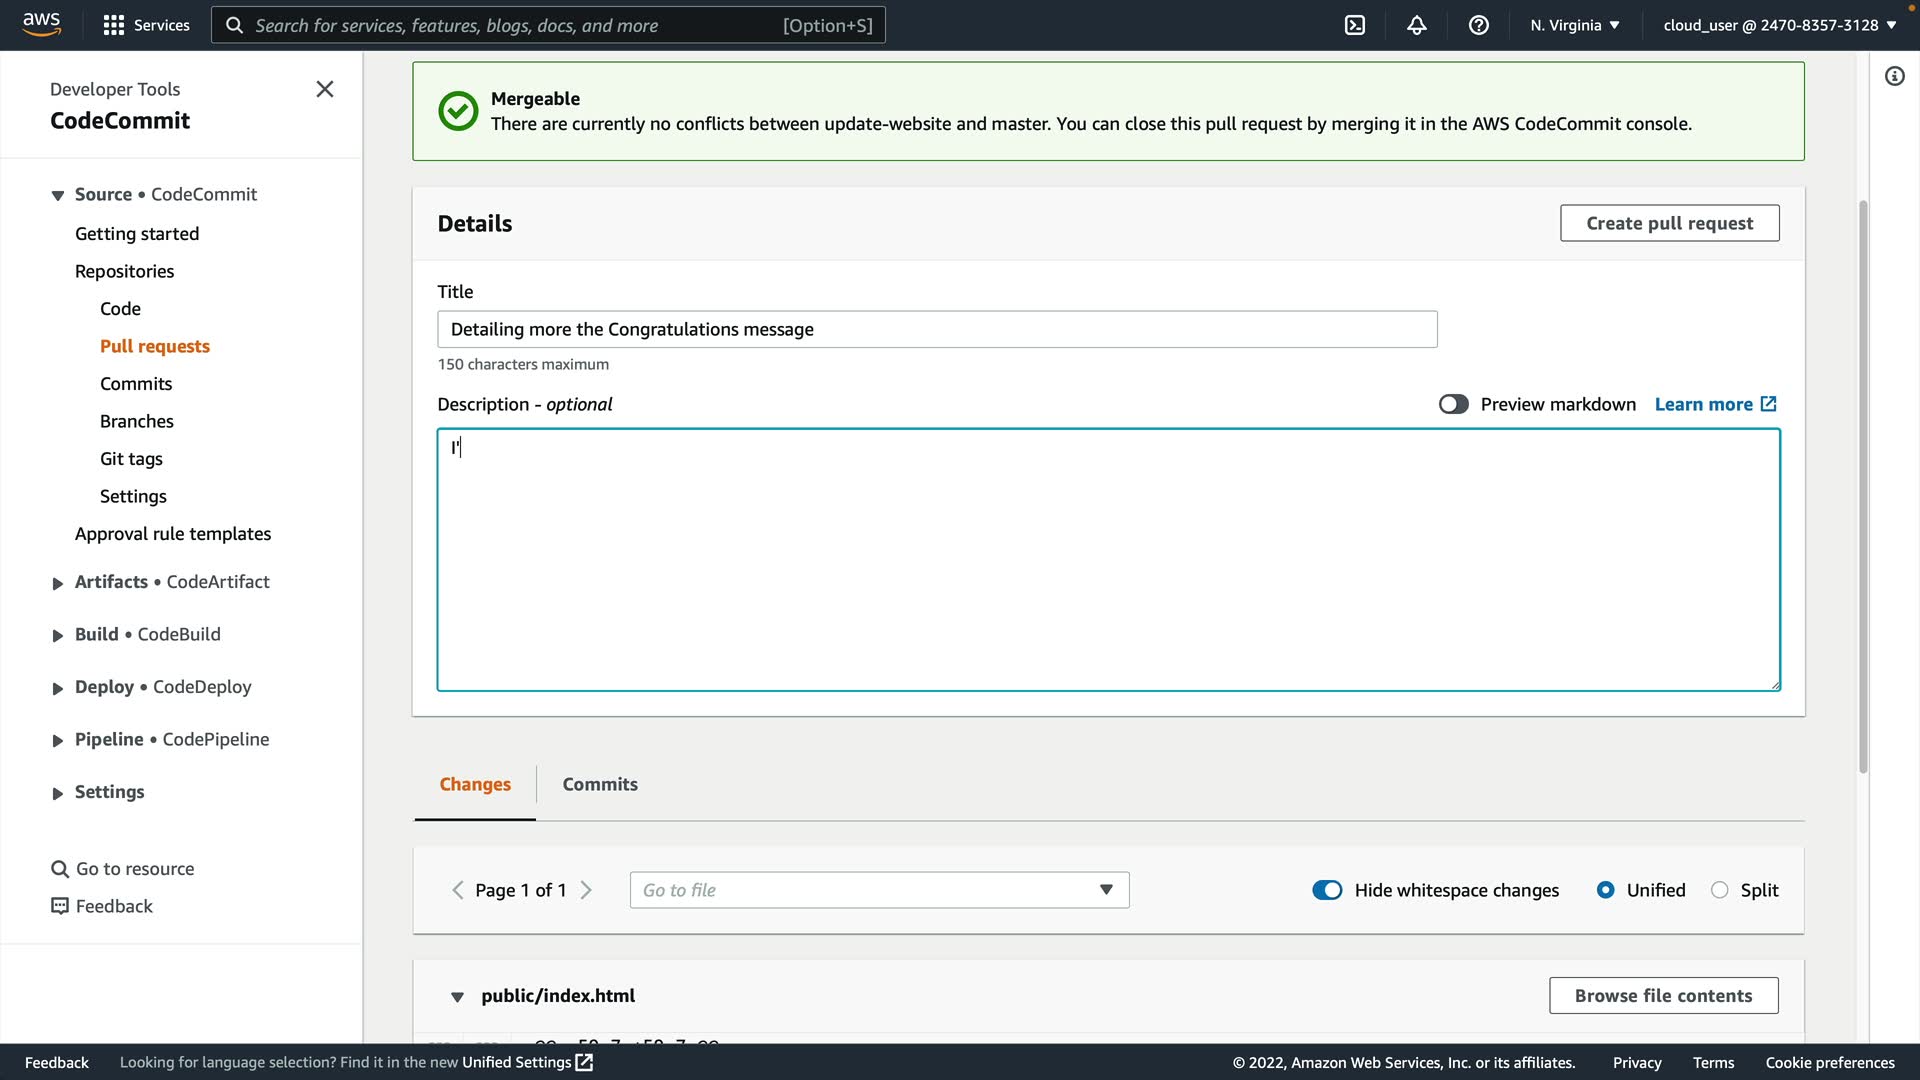 aws
Services
Search for services, features, blogs, docs, and more
[Option+S]
N. Virginia
cloud_user @ 2470-8357-3128
Developer Tools
CodeCommit
Source • CodeCommit
Getting started
Repositories
Code
Pull requests
Commits
Branches
Git tags
Settings
Approval rule templates
Artifacts • CodeArtifact
Build • CodeBuild
Deploy • CodeDeploy
Pipeline • CodePipeline
Settings
Go to resource
Feedback
Mergeable
There are currently no conflicts between update-website and master. You can close this pull request by merging it in the AWS CodeCommit console.
Details
Create pull request
Title
Detailing more the Congratulations message
150 characters maximum
Description - optional
Preview markdown
Learn more
I'
Changes
Commits
Page 1 of 1
Go to file
Hide whitespace changes
Unified
Split
public/index.html
Browse file contents
Feedback
Looking for language selection? Find it in the new Unified Settings
© 2022, Amazon Web Services, Inc. or its affiliates.
Privacy
Terms
Cookie preferences